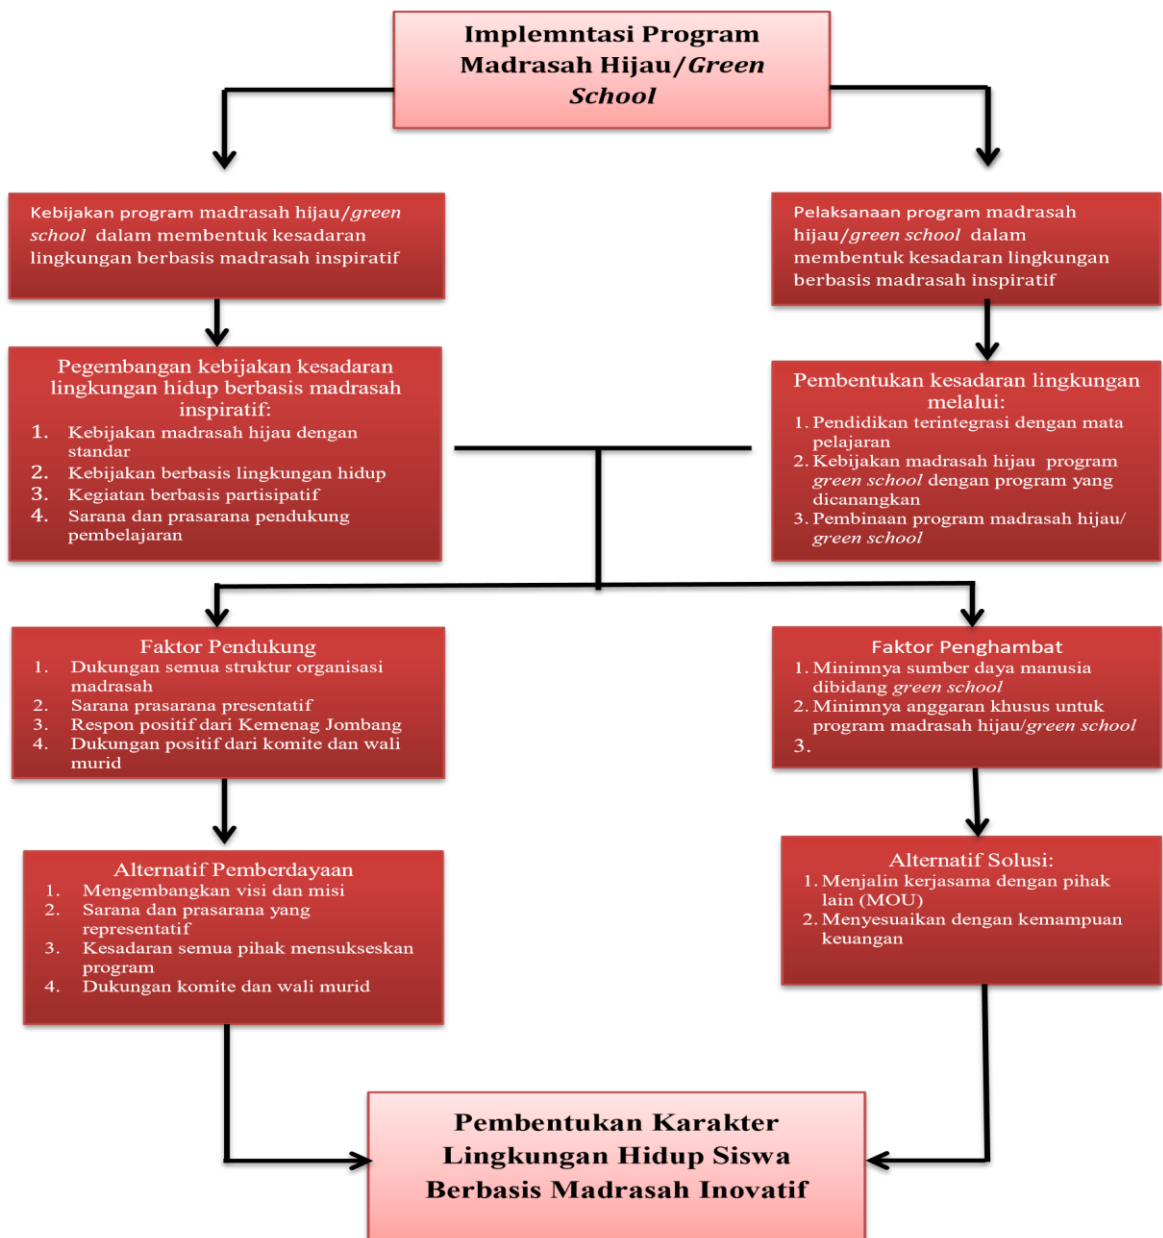 Implemntasi Program
Madrasah Hijau/Green
School
Kebijakan program madrasah hijau/green
school dalam membentuk kesadaran
lingkungan berbasis madrasah inspiratif
Pelaksanaan program madrasah
hijau/green school dalam
membentuk kesadaran lingkungan
berbasis madrasah inspiratif
Pegembangan kebijakan kesadaran
lingkungan hidup berbasis madrasah
inspiratif:
1. Kebijakan madrasah hijau dengan
standar
2. Kebijakan berbasis lingkungan hidup
3. Kegiatan berbasis partisipatif
4. Sarana dan prasarana pendukung
pembelajaran
Pembentukan kesadaran lingkungan
melalui:
1. Pendidikan terintegrasi dengan mata
pelajaran
2. Kebijakan madrasah hijau program
green school dengan program yang
dicanangkan
3. Pembinaan program madrasah hijau/
green school
Faktor Pendukung
1. Dukungan semua struktur organisasi
madrasah
2. Sarana prasarana presentatif
3. Respon positif dari Kemenag Jombang
4. Dukungan positif dari komite dan wali
murid
Faktor Penghambat
1. Minimnya sumber daya manusia
dibidang green school
2. Minimnya anggaran khusus untuk
program madrasah hijau/green school
3.
Alternatif Pemberdayaan
1. Mengembangkan visi dan misi
2. Sarana dan prasarana yang
representatif
3. Kesadaran semua pihak mensukseskan
program
4. Dukungan komite dan wali murid
Alternatif Solusi:
1. Menjalin kerjasama dengan pihak
lain (MOU)
2. Menyesuaikan dengan kemampuan
keuangan
Pembentukan Karakter
Lingkungan Hidup Siswa
Berbasis Madrasah Inovatif